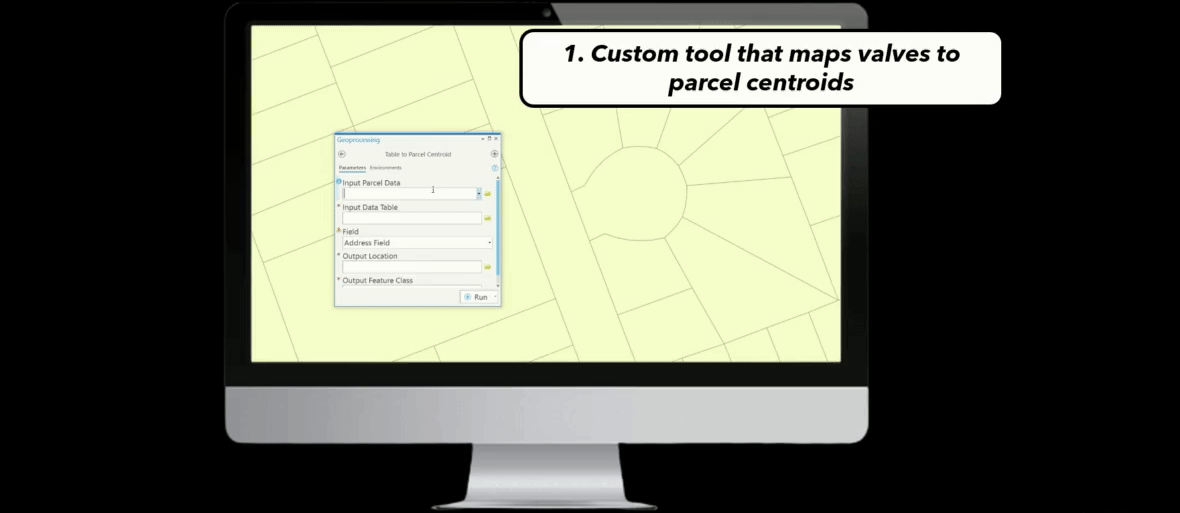 1. Custom tool that maps valves to
parcel centroids
Geoprocessing
Table to Parcel Centroid
Parameters Environments
Input Parcel Data
* Input Data Table
Field
Address Field
* Output Location
* Output Feature Class
Run